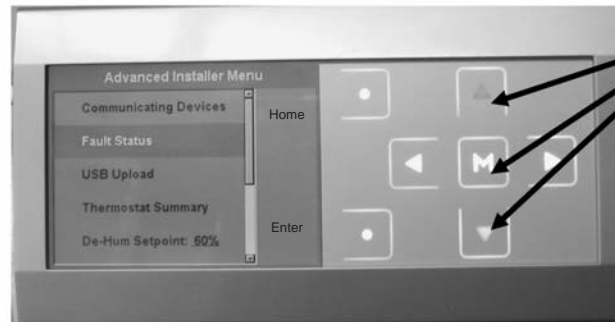 Advanced Installer Menu
Communicating Devices
Home
Fault Status
USB Upload
Thermostat Summary
Enter
De-Hum Setpoint: 60%
M